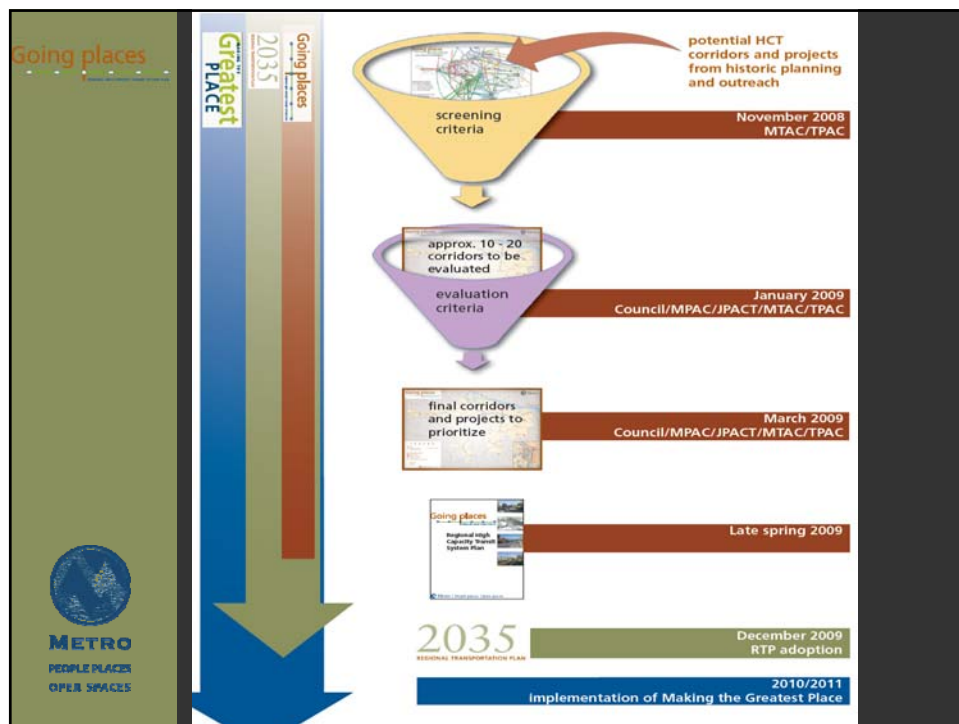 Going places
MAKING THE
Greatest
PLACE
2035
Going places
potential HCT
corridors and projects
from historic planning
and outreach
screening
criteria
November 2008
MTAC/TPAC
approx. 10 - 20
corridors to be
evaluated
evaluation
criteria
January 2009
Council/MPAC/JPACT/MTAC/TPAC
final corridors
and projects to
prioritize
March 2009
Council/MPAC/JPACT/MTAC/TPAC
Going places
Regional High
Capacity Transit
System Plan
Late spring 2009
2035
REGIONAL TRANSPORTATION PLAN
December 2009
RTP adoption
2010/2011
implementation of Making the Greatest Place
METRO
PEOPLE PLACES
OPEN SPACES